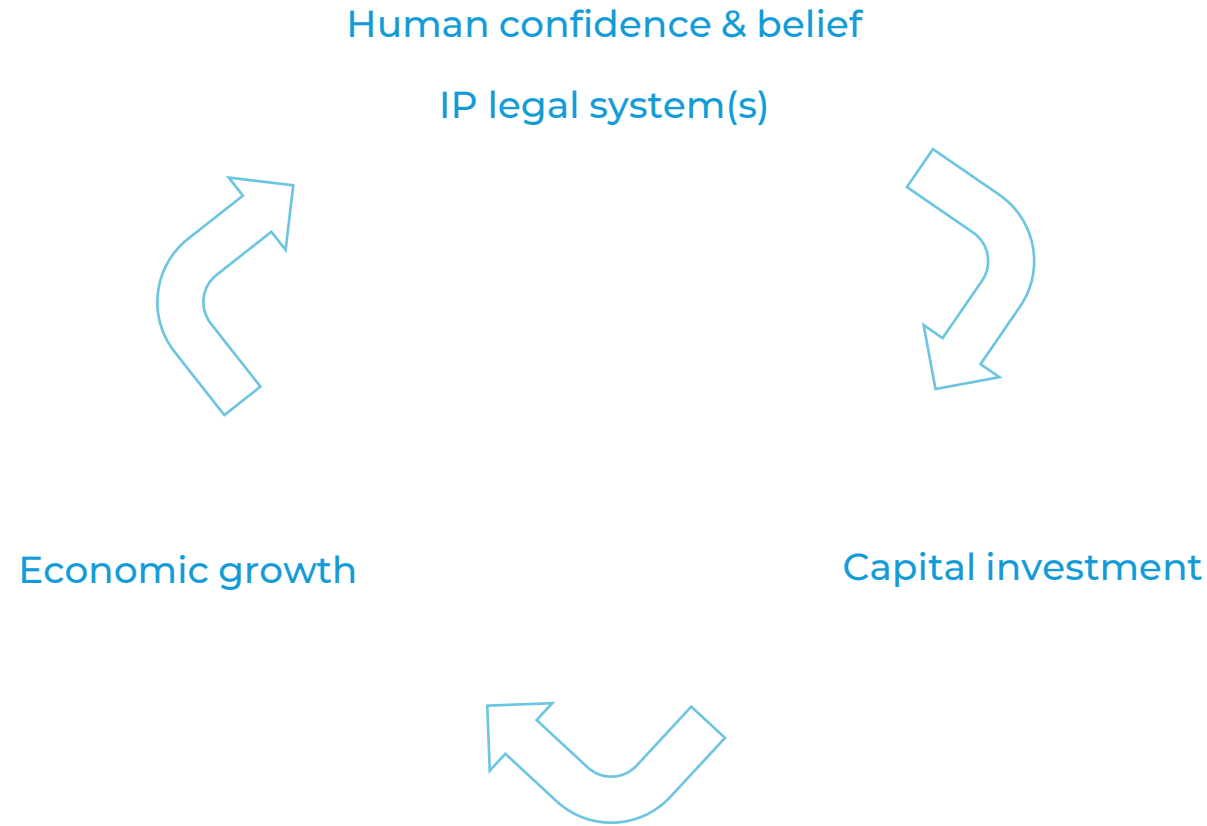 Human confidence & belief
IP legal system(s)
Economic growth
Capital investment